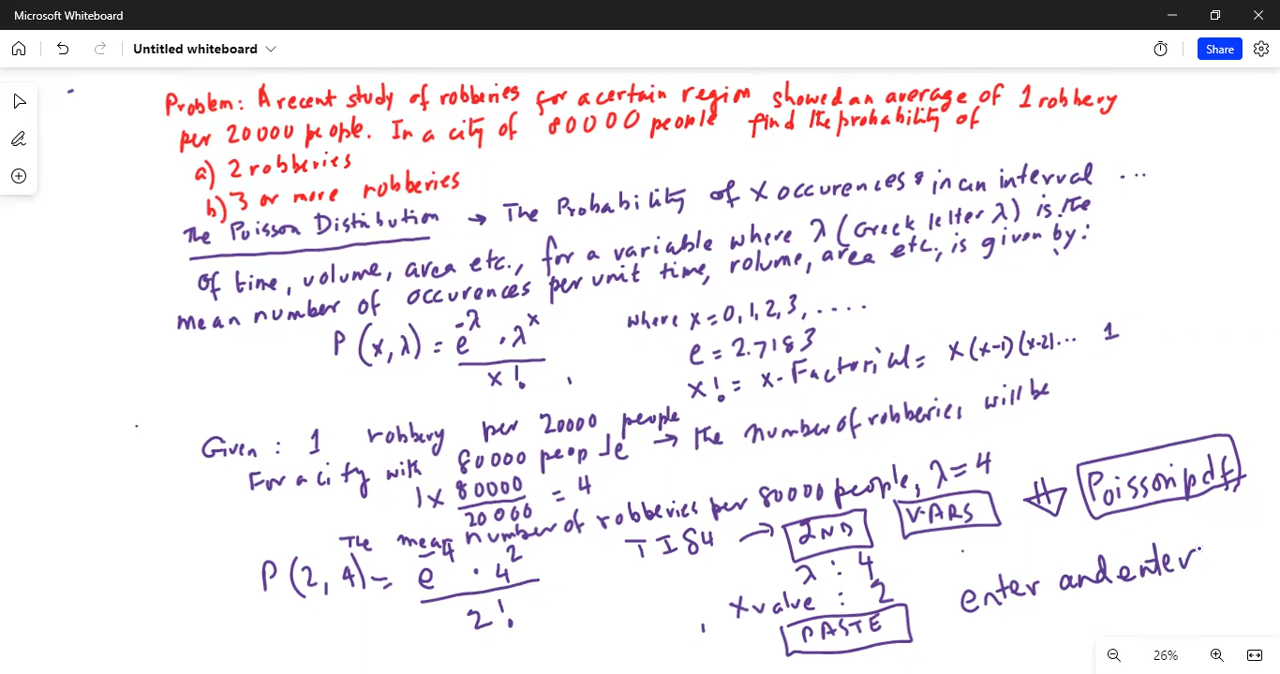 Microsoft Whiteboard
Untitled whiteboard
Share
Problem: A recent study of robberies for a certain region showed an average of 1 robbery
per 20000 people. In a city of 80000 people find the probability of
a) 2 robberies
b) 3 or more robberies
The Poisson Distribution → The Probability of X occurences in an interval ...
of time, volume, area etc., for a variable where λ (Greek letter λ) is the
mean number of occurences per unit time, volume, area etc, is given by:
P (x, λ) = e^-λ · λ^x / x!
where x = 0, 1, 2, 3, ....
e = 2.7183
x! = x-Factorial = x(x-1)(x-2)... 1
Given : 1 robbery per 20000 people
For a city with 80000 people → the number of robberies will be
1 x 80000 / 20000 = 4
The mean number of robberies per 80000 people, λ = 4
P (2, 4) = e^-4 · 4^2 / 2!
TI84 → 2ND VARS ↓ Poissonpdf
λ : 4
x value : 2
PASTE
enter and enter
26%